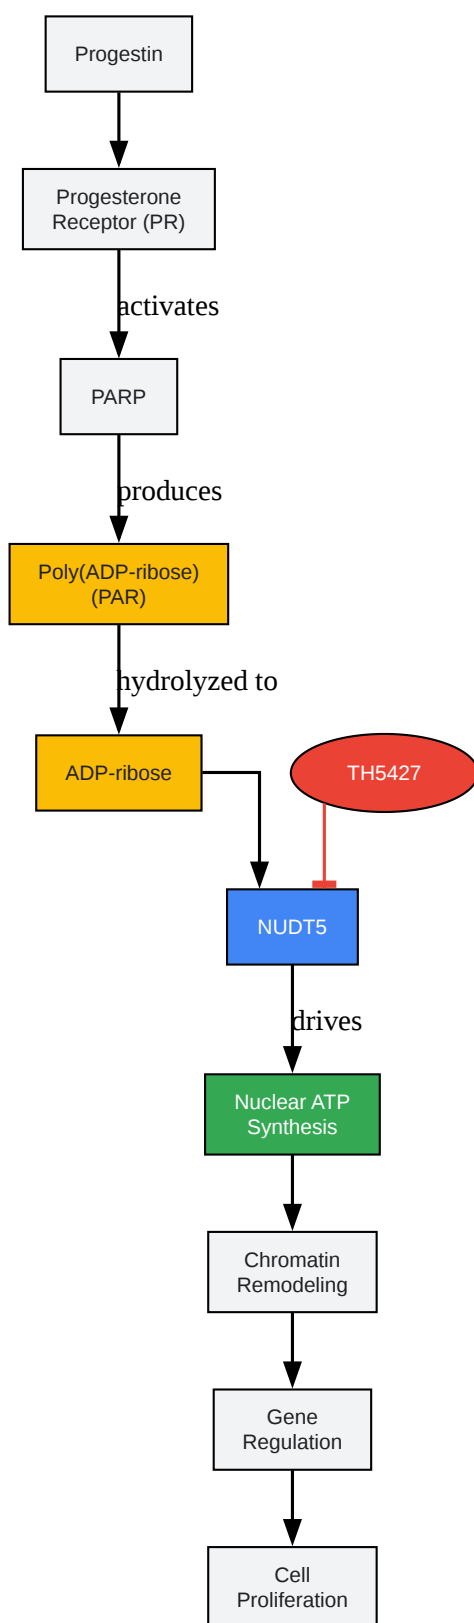 Progestin
Progesterone
Receptor (PR)
activates
PARP
produces
Poly(ADP-ribose)
(PAR)
hydrolyzed to
ADP-ribose
TH5427
NUDT5
drives
Nuclear ATP
Synthesis
Chromatin
Remodeling
Gene
Regulation
Cell
Proliferation